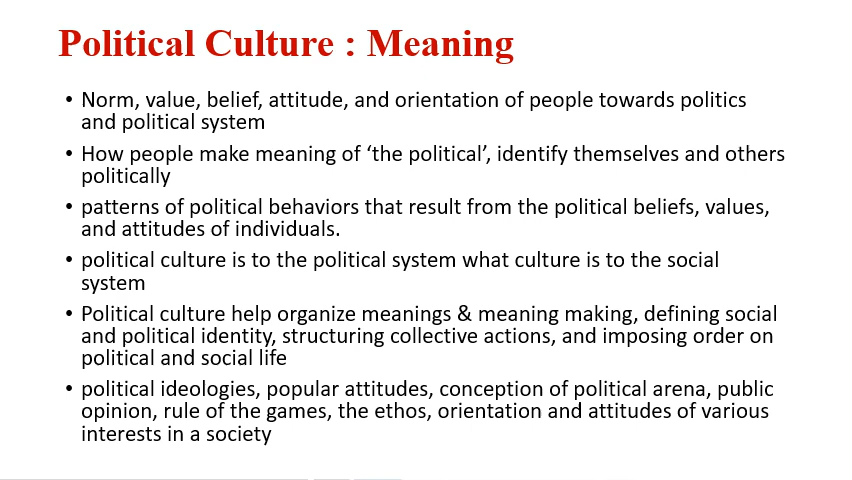 Political Culture : Meaning
• Norm, value, belief, attitude, and orientation of people towards politics
and political system
• How people make meaning of ‘the political’, identify themselves and others
politically
• patterns of political behaviors that result from the political beliefs, values,
and attitudes of individuals.
• political culture is to the political system what culture is to the social
system
• Political culture help organize meanings & meaning making, defining social
and political identity, structuring collective actions, and imposing order on
political and social life
• political ideologies, popular attitudes, conception of political arena, public
opinion, rule of the games, the ethos, orientation and attitudes of various
interests in a society